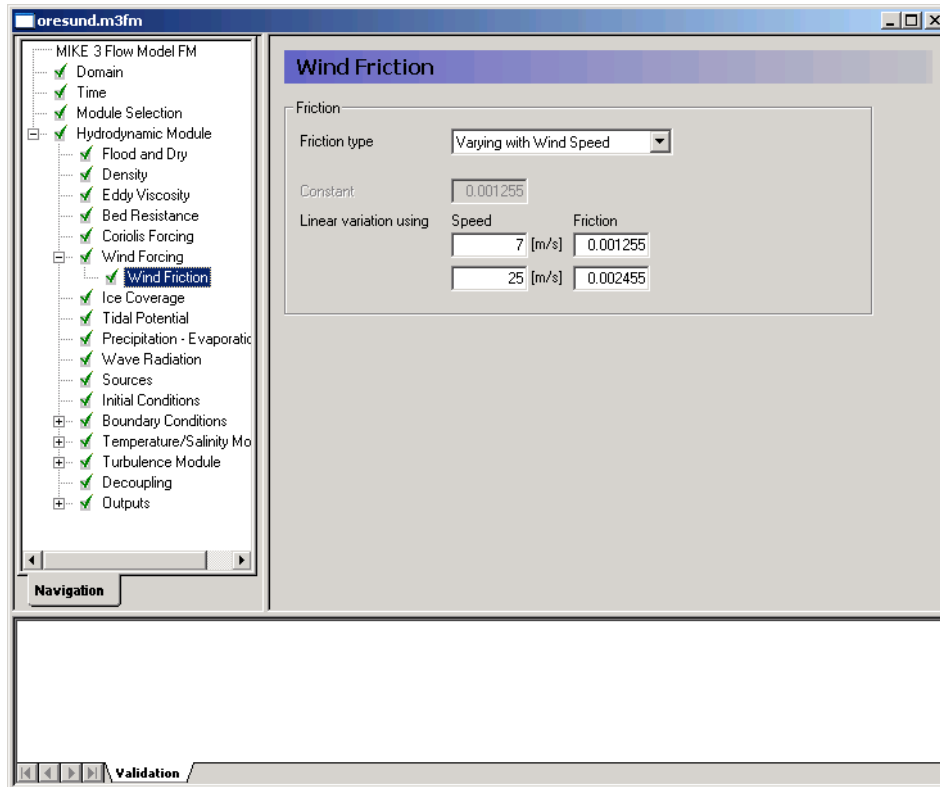 oresund.m3fm
MIKE 3 Flow Model FM
Domain
Time
Module Selection
Hydrodynamic Module
Flood and Dry
Density
Eddy Viscosity
Bed Resistance
Coriolis Forcing
Wind Forcing
Wind Friction
Ice Coverage
Tidal Potential
Precipitation - Evaporatic
Wave Radiation
Sources
Initial Conditions
Boundary Conditions
Temperature/Salinity Mo
Turbulence Module
Decoupling
Outputs
Navigation
Wind Friction
Friction
Friction type Varying with Wind Speed
Constant 0.001255
Linear variation using Speed Friction
7 [m/s] 0.001255
25 [m/s] 0.002455
Validation